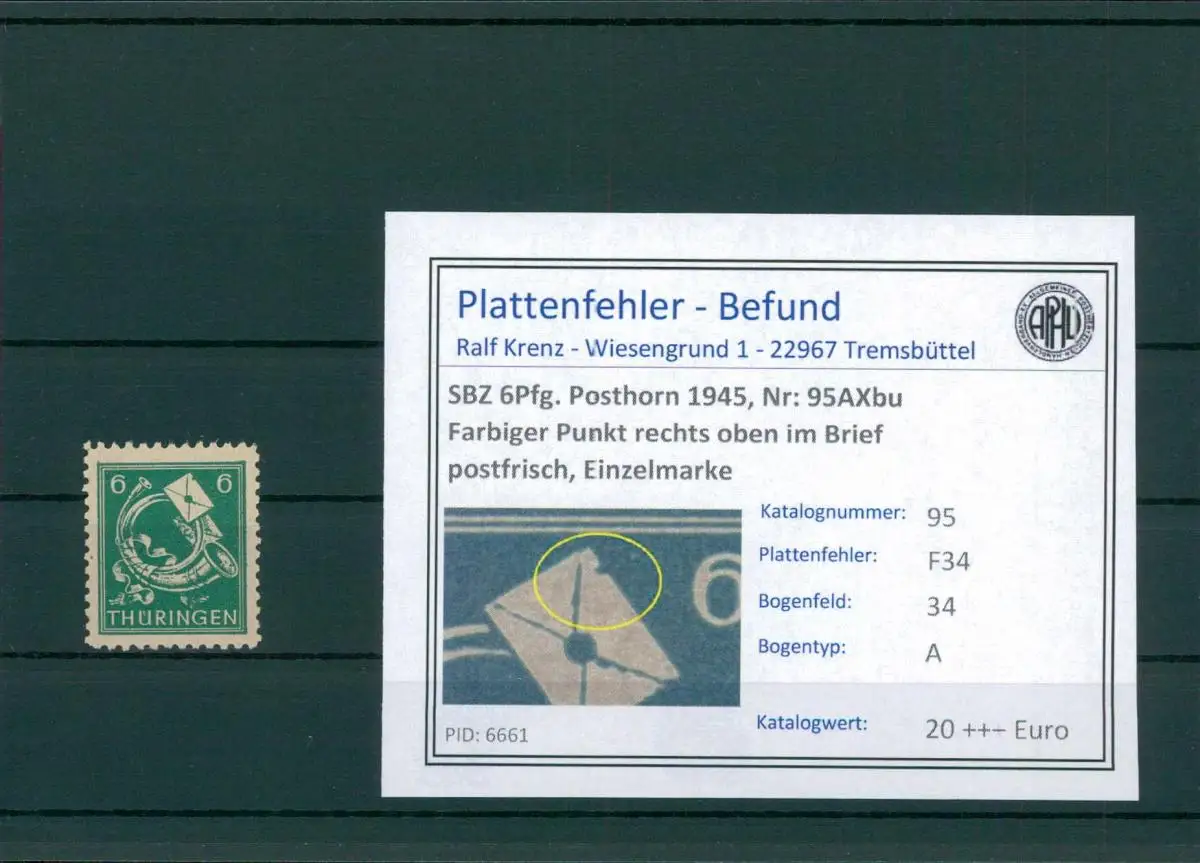 6 6
THÜRINGEN
Plattenfehler - Befund
Ralf Krenz - Wiesengrund 1 - 22967 Tremsbüttel
APHV
SBZ 6Pfg. Posthorn 1945, Nr: 95AXbu
Farbiger Punkt rechts oben im Brief
postfrisch, Einzelmarke
6
Katalognummer: 95
Plattenfehler: F34
Bogenfeld: 34
Bogentyp: A
Katalogwert: 20 +++ Euro
PID: 6661